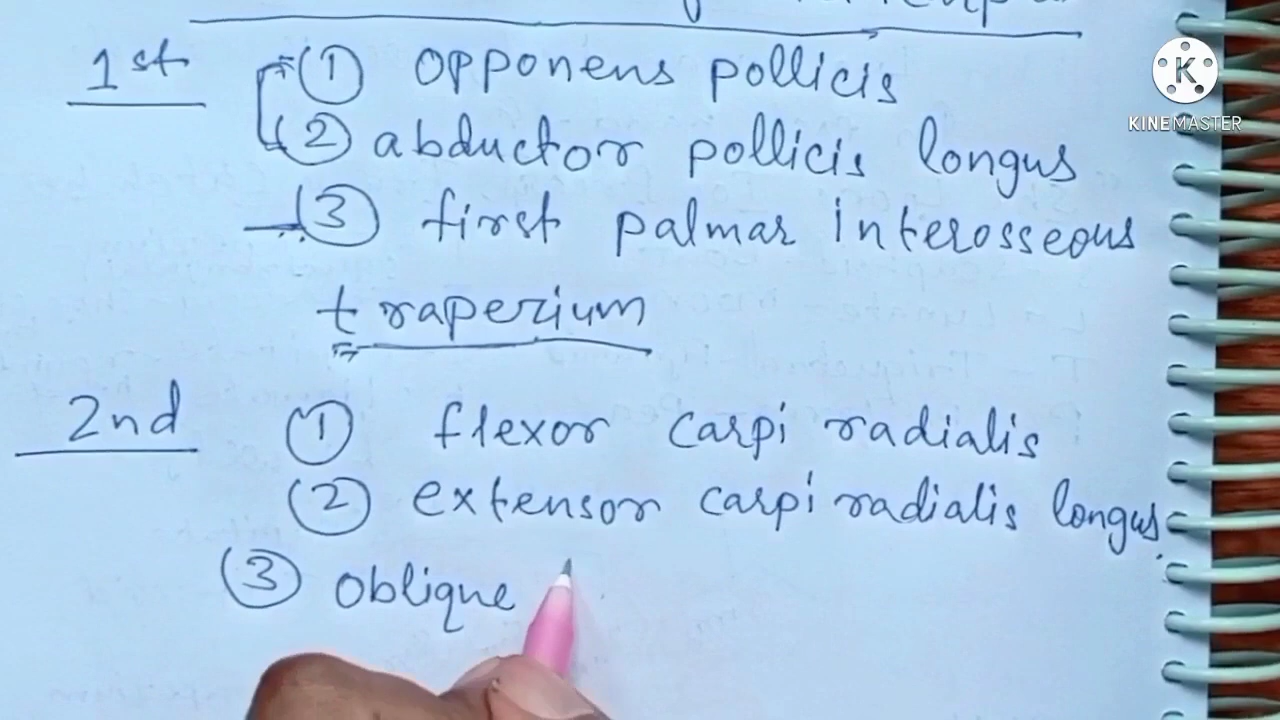 1st ① opponens pollicis
② abductor pollicis longus
③ first palmar interosseous
traperium
2nd ① flexor carpi radialis
② extensor carpi radialis longus
③ oblique
KINEMASTER